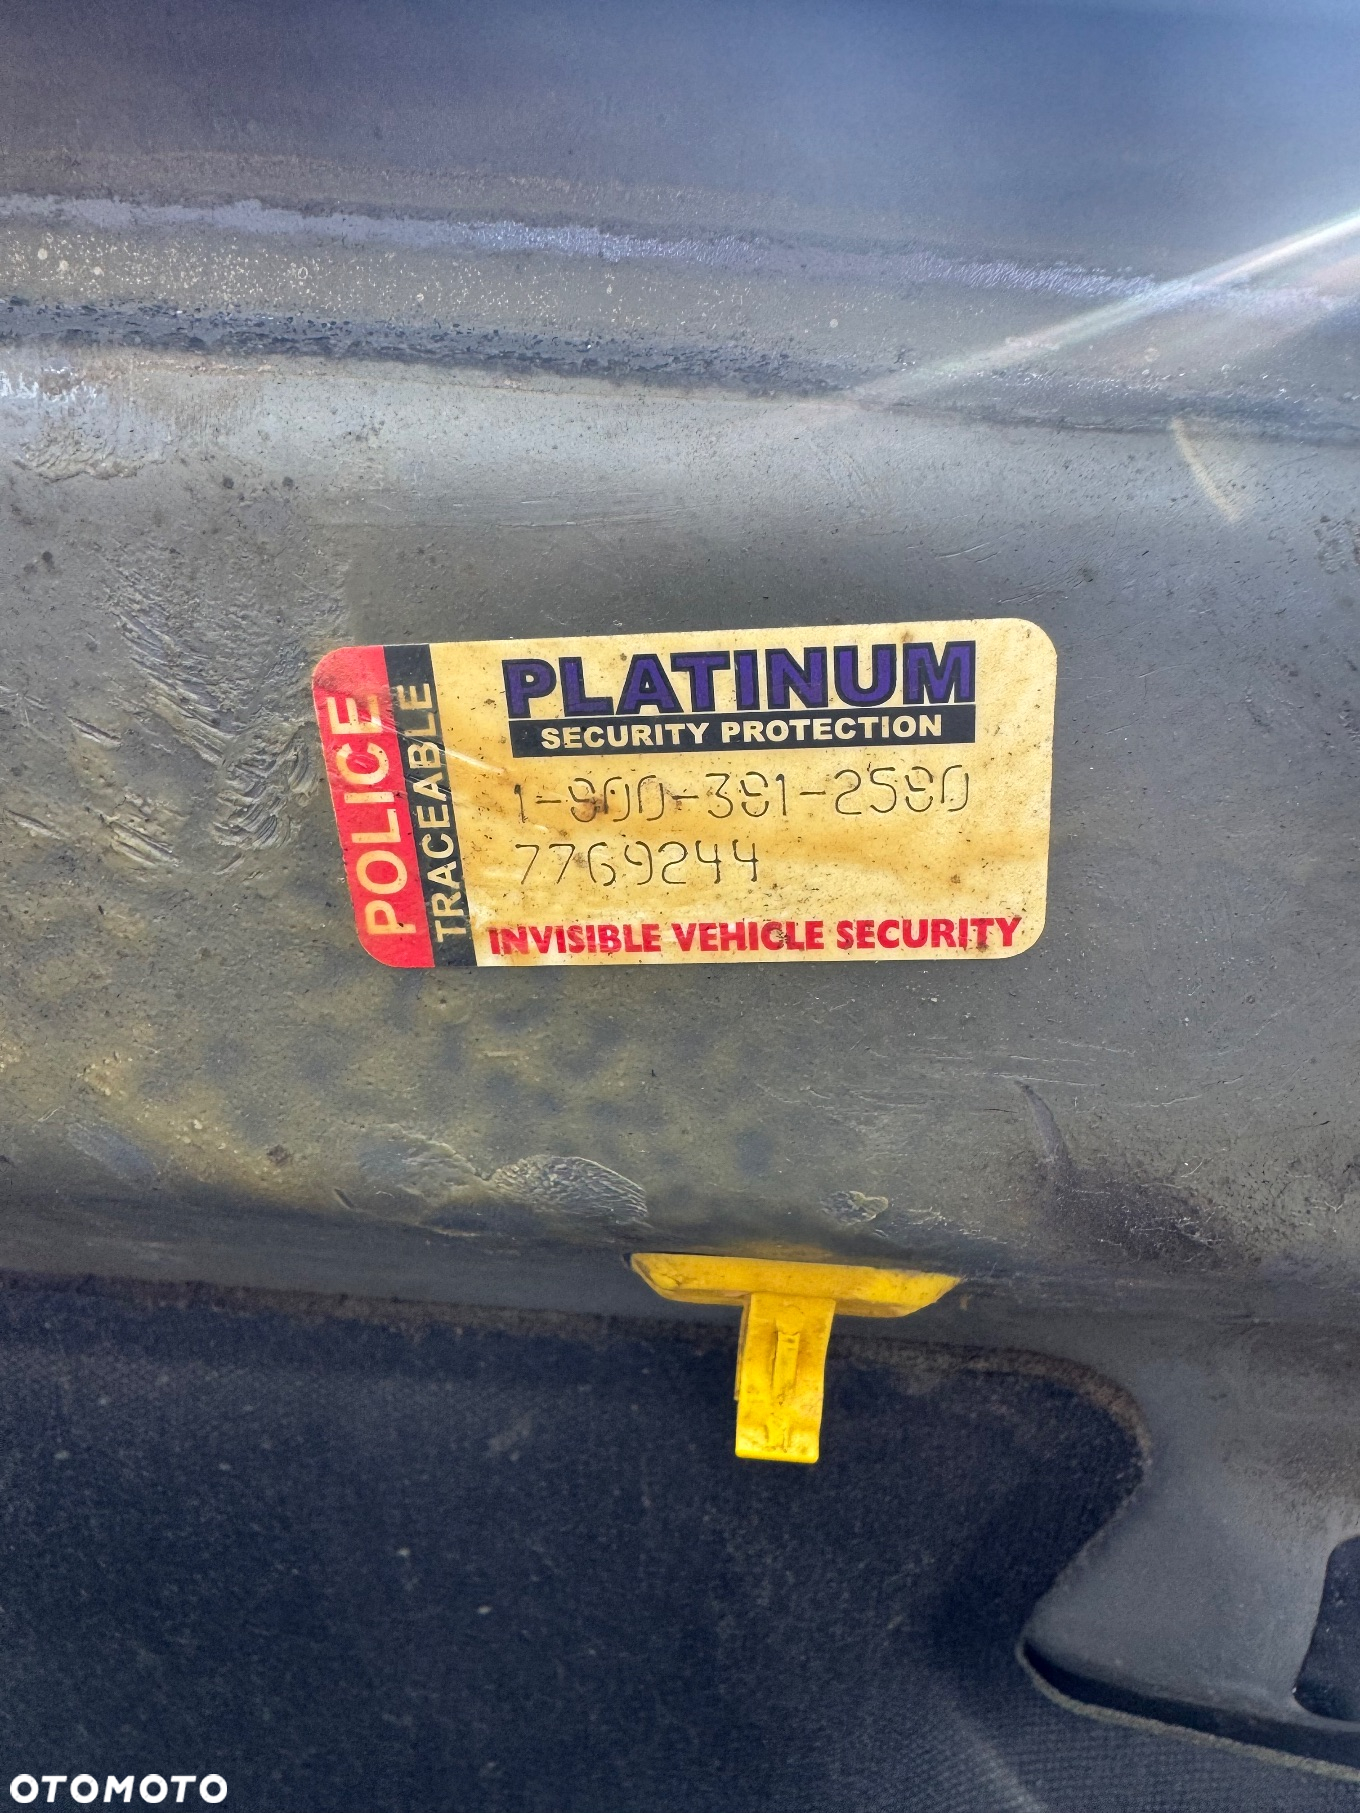 POLICE
TRACEABLE
PLATINUM
SECURITY PROTECTION
1-800-381-2580
7769244
INVISIBLE VEHICLE SECURITY
OTOMOTO